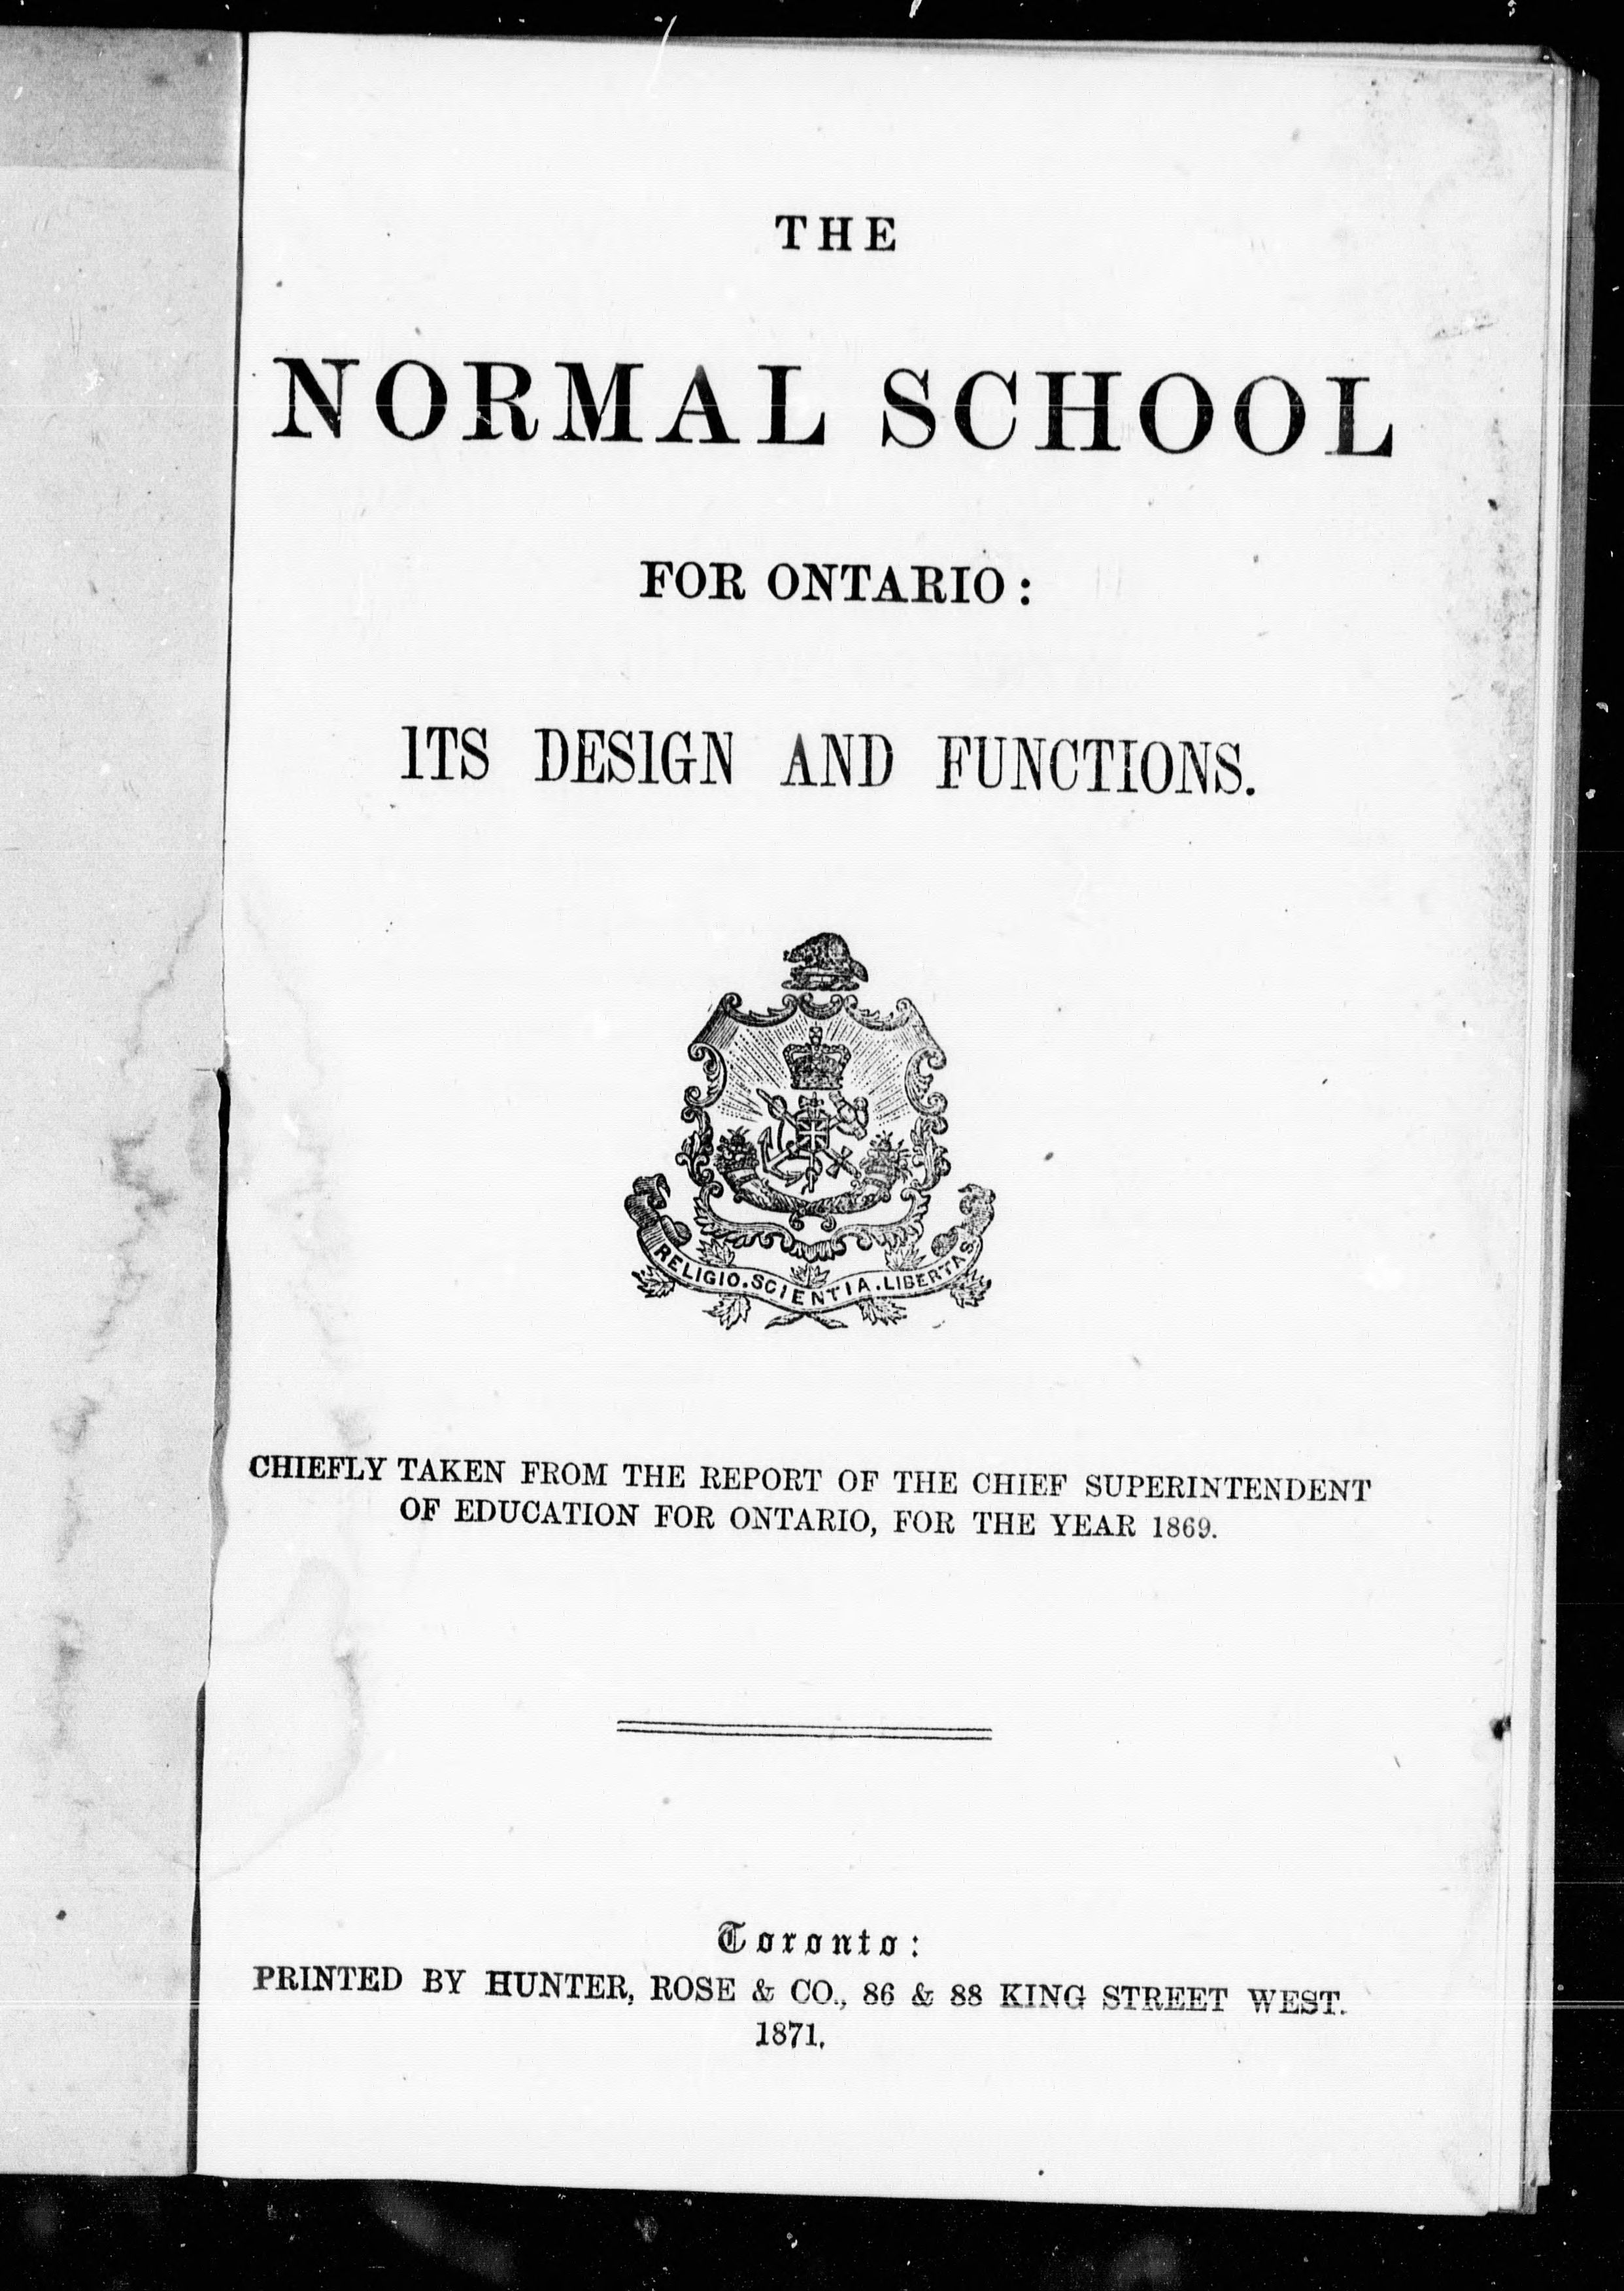 THE
NORMAL SCHOOL
FOR ONTARIO:
ITS DESIGN AND FUNCTIONS.
RELIGIO. SCIENTIA. LIBERTAS
CHIEFLY TAKEN FROM THE REPORT OF THE CHIEF SUPERINTENDENT
OF EDUCATION FOR ONTARIO, FOR THE YEAR 1869.
Toronto:
PRINTED BY HUNTER, ROSE & CO., 86 & 88 KING STREET WEST.
1871.